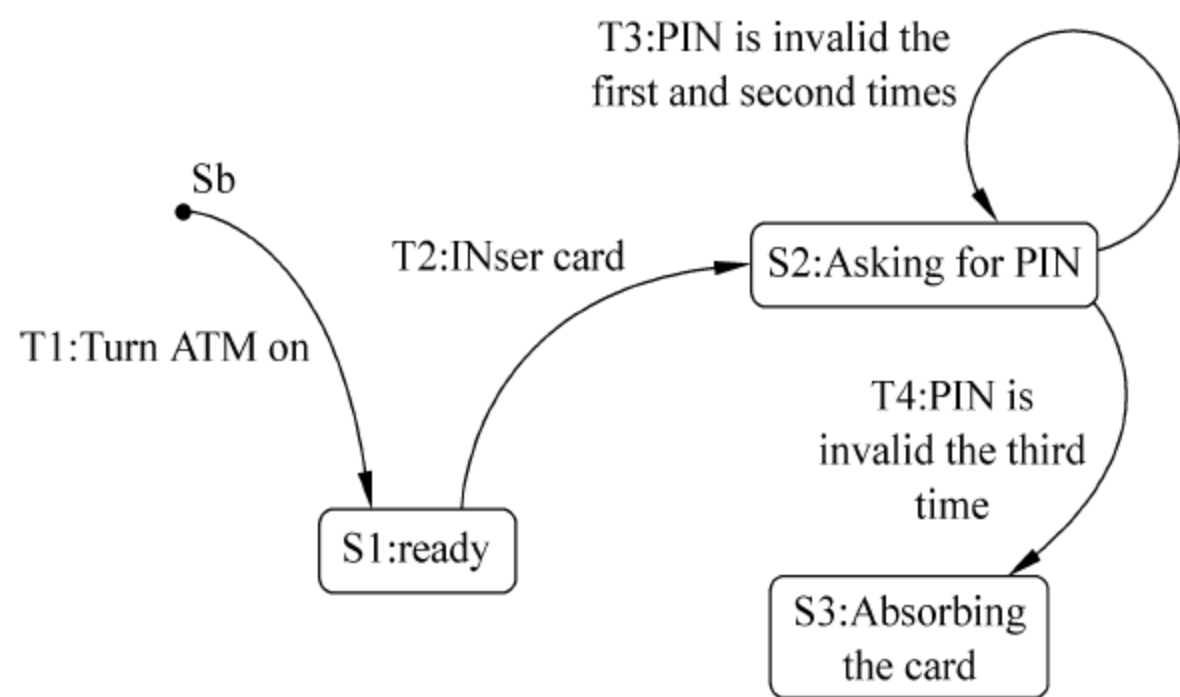 T3:PIN is invalid the
first and second times
Sb
T2:INser card
S2:Asking for PIN
T1:Turn ATM on
T4:PIN is
invalid the third
time
S1:ready
S3:Absorbing
the card